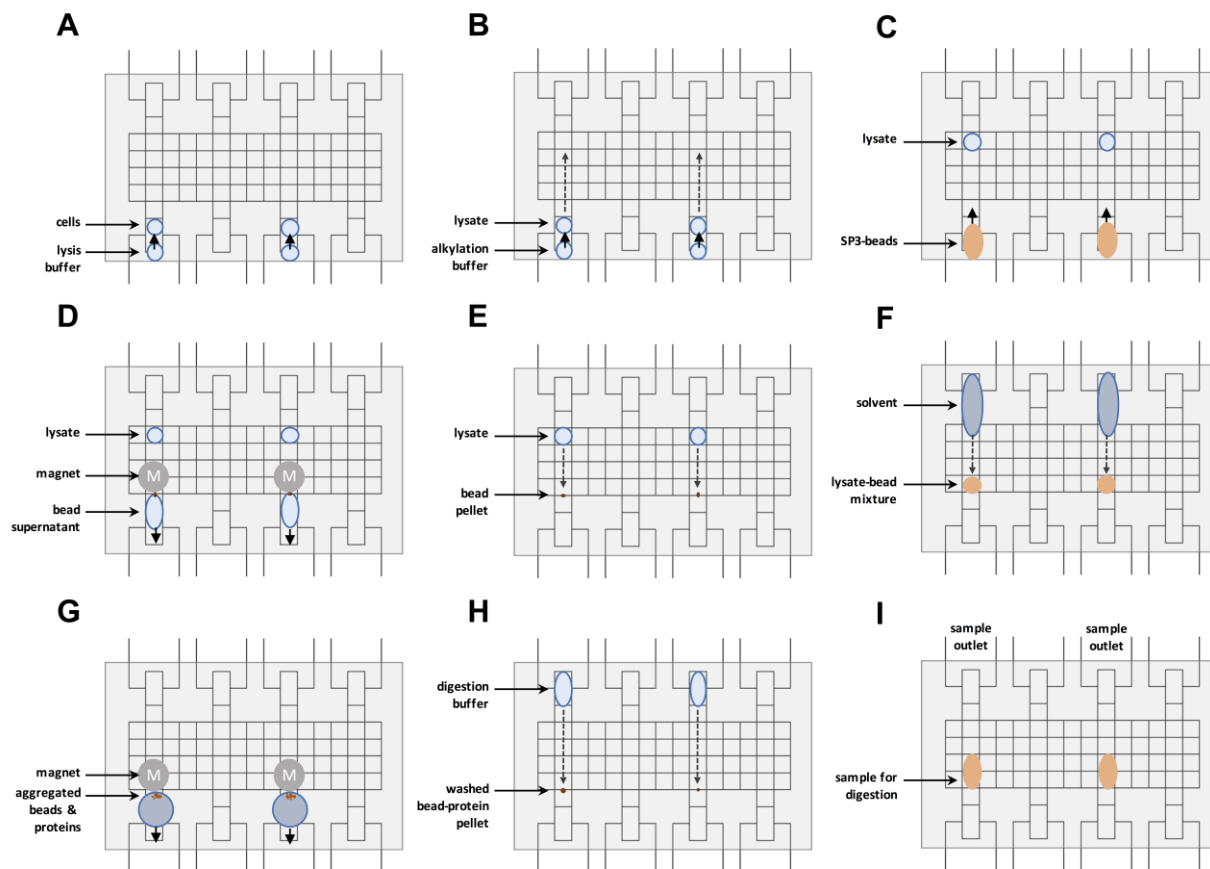 A
cells
lysis
buffer
B
lysate
alkylation
buffer
C
lysate
SP3-beads
D
lysate
magnet
M
M
bead
supernatant
E
lysate
bead
pellet
F
solvent
lysate-bead
mixture
G
magnet
M
M
aggregated
beads &
proteins
H
digestion
buffer
washed
bead-protein
pellet
I
sample
outlet
sample
outlet
sample for
digestion